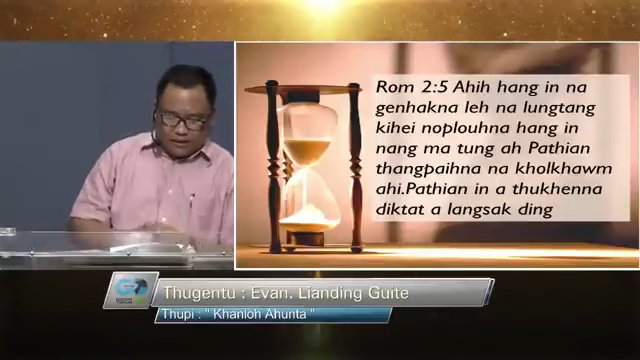 Rom 2:5 Ahih hang in na
genhakna leh na lungtang
kihei noplouhna hang in
nang ma tung ah Pathian
thangpaihna na kholkhawm
ahi.Pathian in a thukhenna
diktat a langsak ding
Thugentu : Evan. Lianding Guite
Thupi : " Khanloh Ahunta "